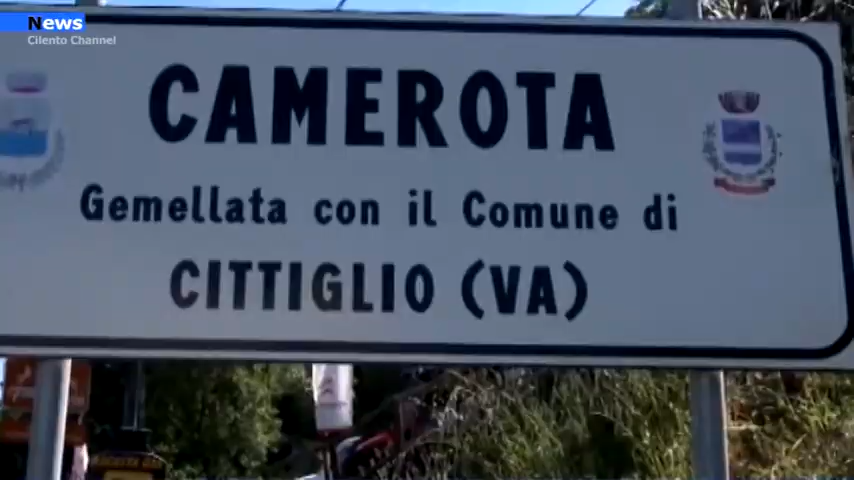 News
Cilento Channel
CAMEROTA
Gemellata con il Comune di
CITTIGLIO (VA)